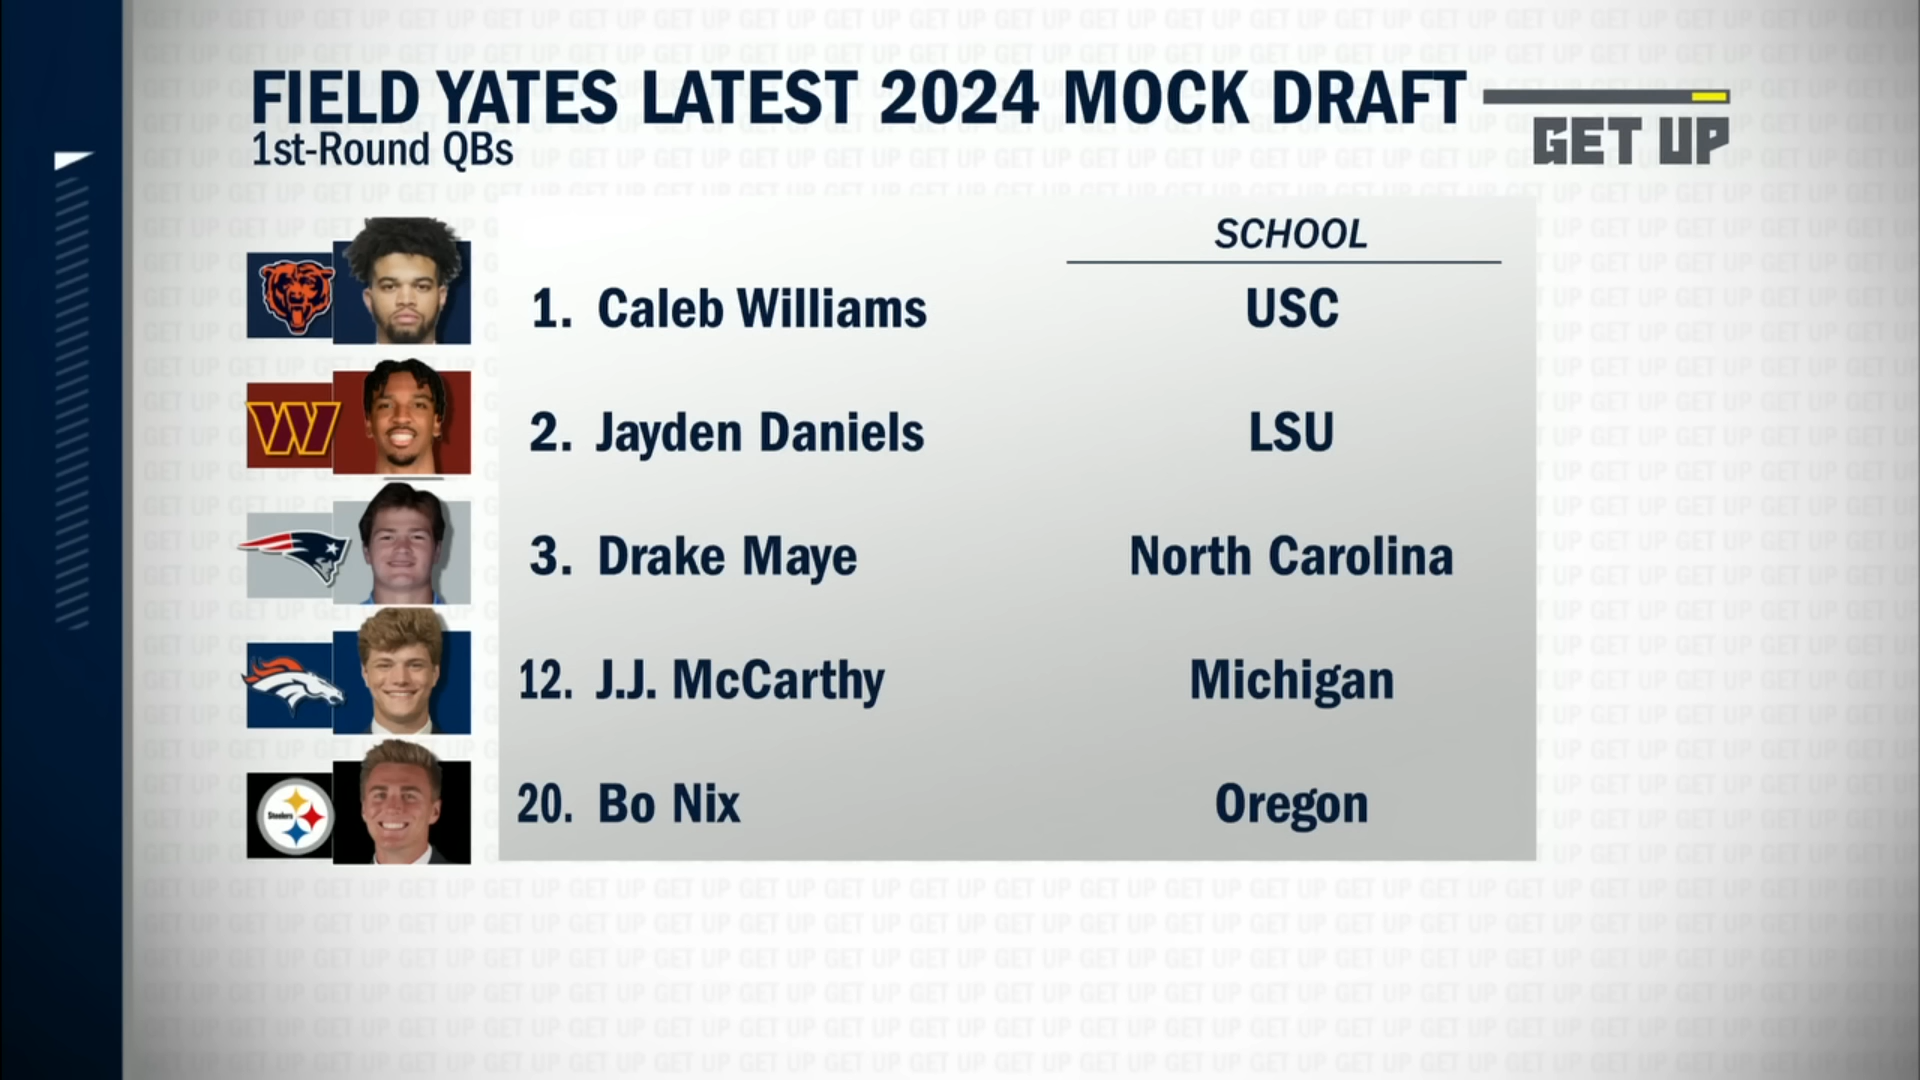 FIELD YATES LATEST 2024 MOCK DRAFT
1st-Round QBs
GET UP
SCHOOL
1. Caleb Williams USC
2. Jayden Daniels LSU
3. Drake Maye North Carolina
12. J.J. McCarthy Michigan
Steelers
20. Bo Nix Oregon